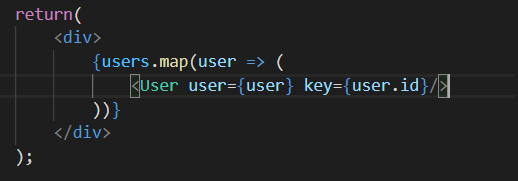 return(
<div>
{users.map(user => (
<User user={user} key={user.id}/>
))}
</div>
);